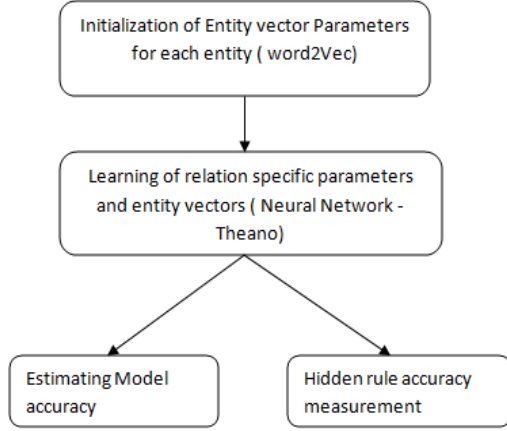 Initialization of Entity vector Parameters
for each entity ( word2Vec)
Learning of relation specific parameters
and entity vectors ( Neural Network -
Theano)
Estimating Model
accuracy
Hidden rule accuracy
measurement